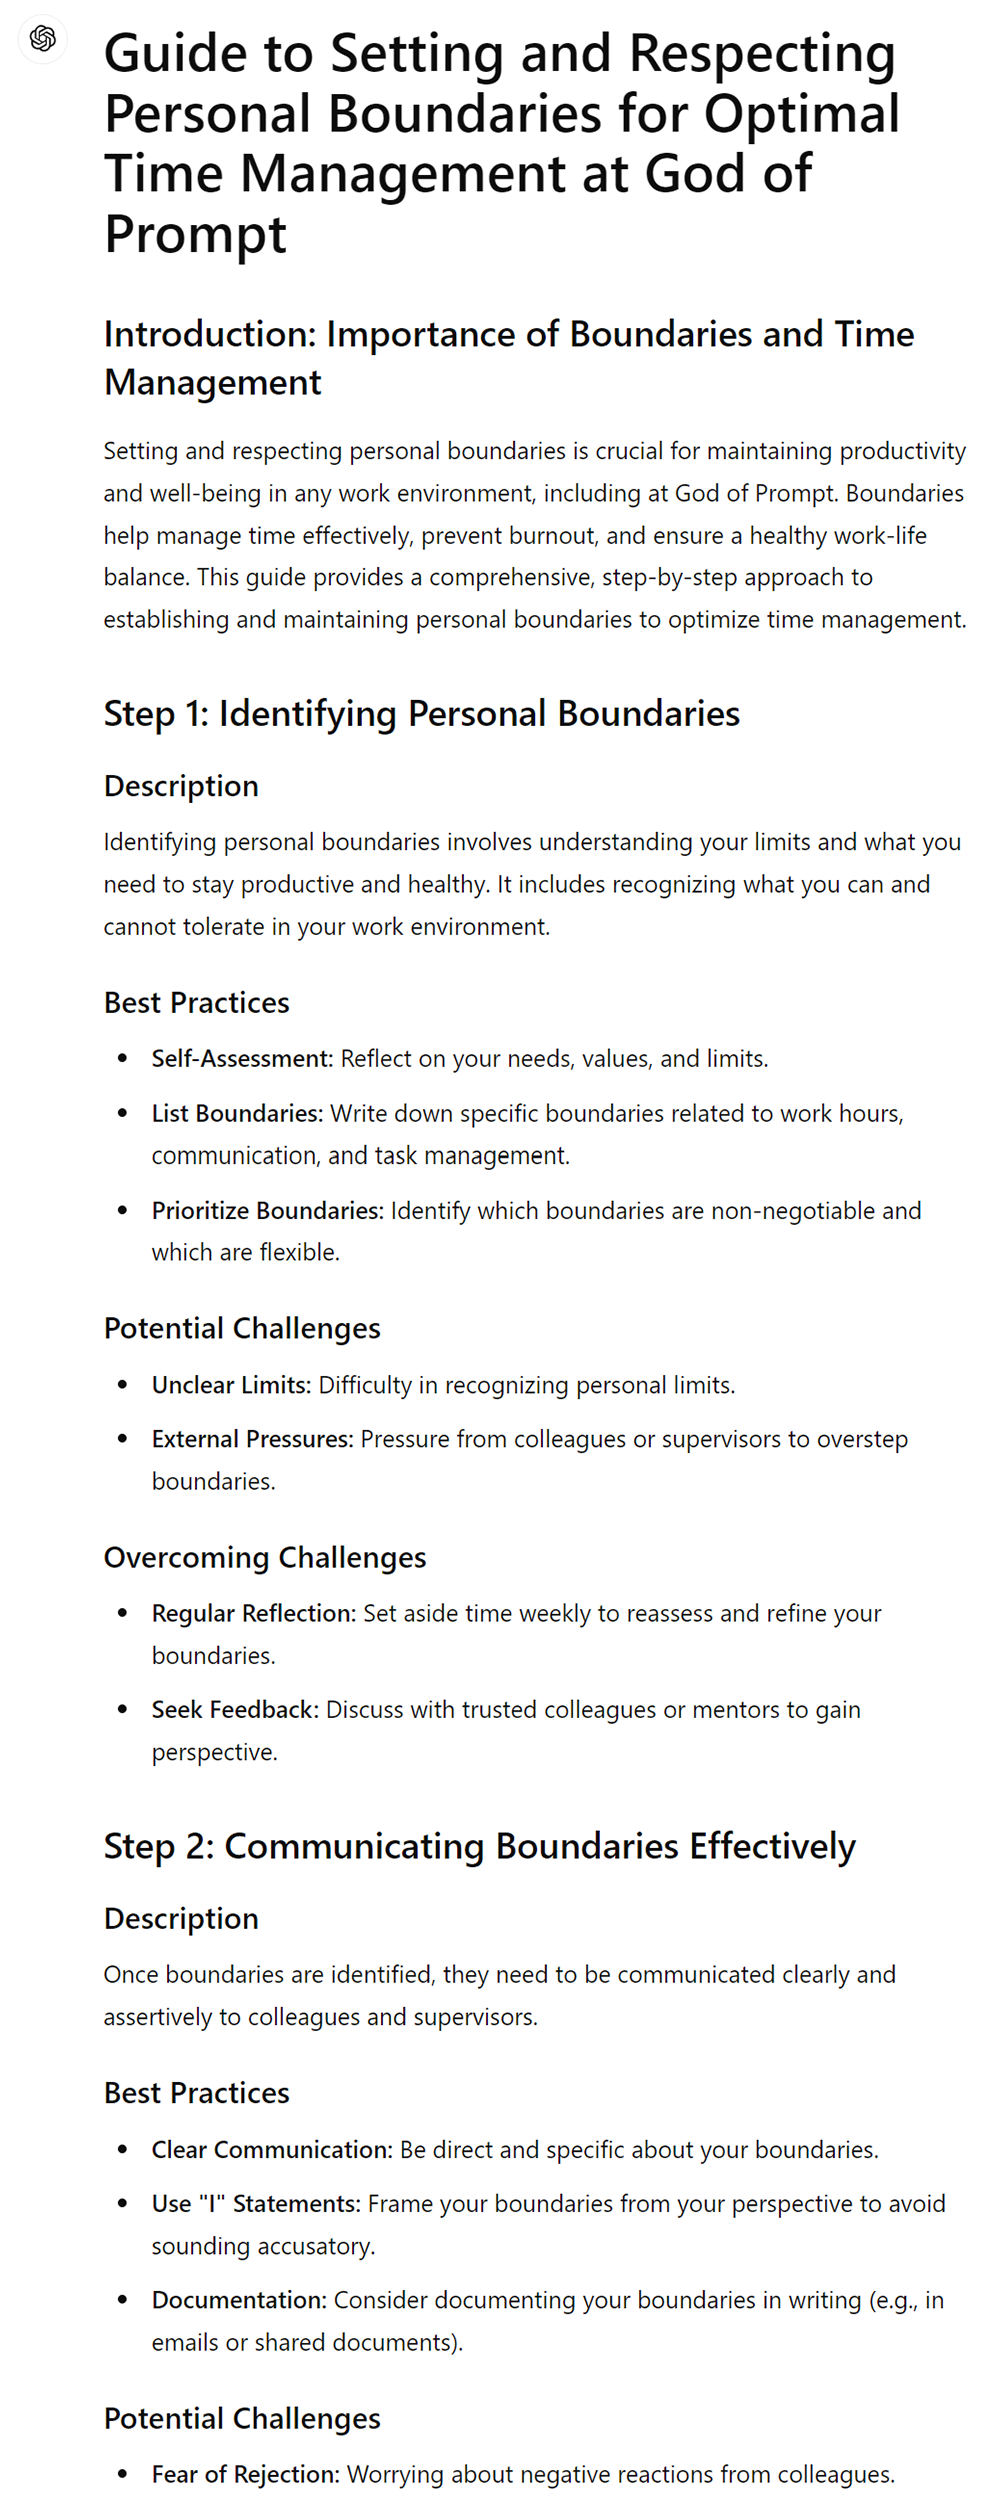 Guide to Setting and Respecting
Personal Boundaries for Optimal
Time Management at God of
Prompt
Introduction: Importance of Boundaries and Time
Management
Setting and respecting personal boundaries is crucial for maintaining productivity
and well-being in any work environment, including at God of Prompt. Boundaries
help manage time effectively, prevent burnout, and ensure a healthy work-life
balance. This guide provides a comprehensive, step-by-step approach to
establishing and maintaining personal boundaries to optimize time management.
Step 1: Identifying Personal Boundaries
Description
Identifying personal boundaries involves understanding your limits and what you
need to stay productive and healthy. It includes recognizing what you can and
cannot tolerate in your work environment.
Best Practices
• Self-Assessment: Reflect on your needs, values, and limits.
• List Boundaries: Write down specific boundaries related to work hours,
communication, and task management.
• Prioritize Boundaries: Identify which boundaries are non-negotiable and
which are flexible.
Potential Challenges
• Unclear Limits: Difficulty in recognizing personal limits.
• External Pressures: Pressure from colleagues or supervisors to overstep
boundaries.
Overcoming Challenges
• Regular Reflection: Set aside time weekly to reassess and refine your
boundaries.
• Seek Feedback: Discuss with trusted colleagues or mentors to gain
perspective.
Step 2: Communicating Boundaries Effectively
Description
Once boundaries are identified, they need to be communicated clearly and
assertively to colleagues and supervisors.
Best Practices
• Clear Communication: Be direct and specific about your boundaries.
• Use "I" Statements: Frame your boundaries from your perspective to avoid
sounding accusatory.
• Documentation: Consider documenting your boundaries in writing (e.g., in
emails or shared documents).
Potential Challenges
• Fear of Rejection: Worrying about negative reactions from colleagues.